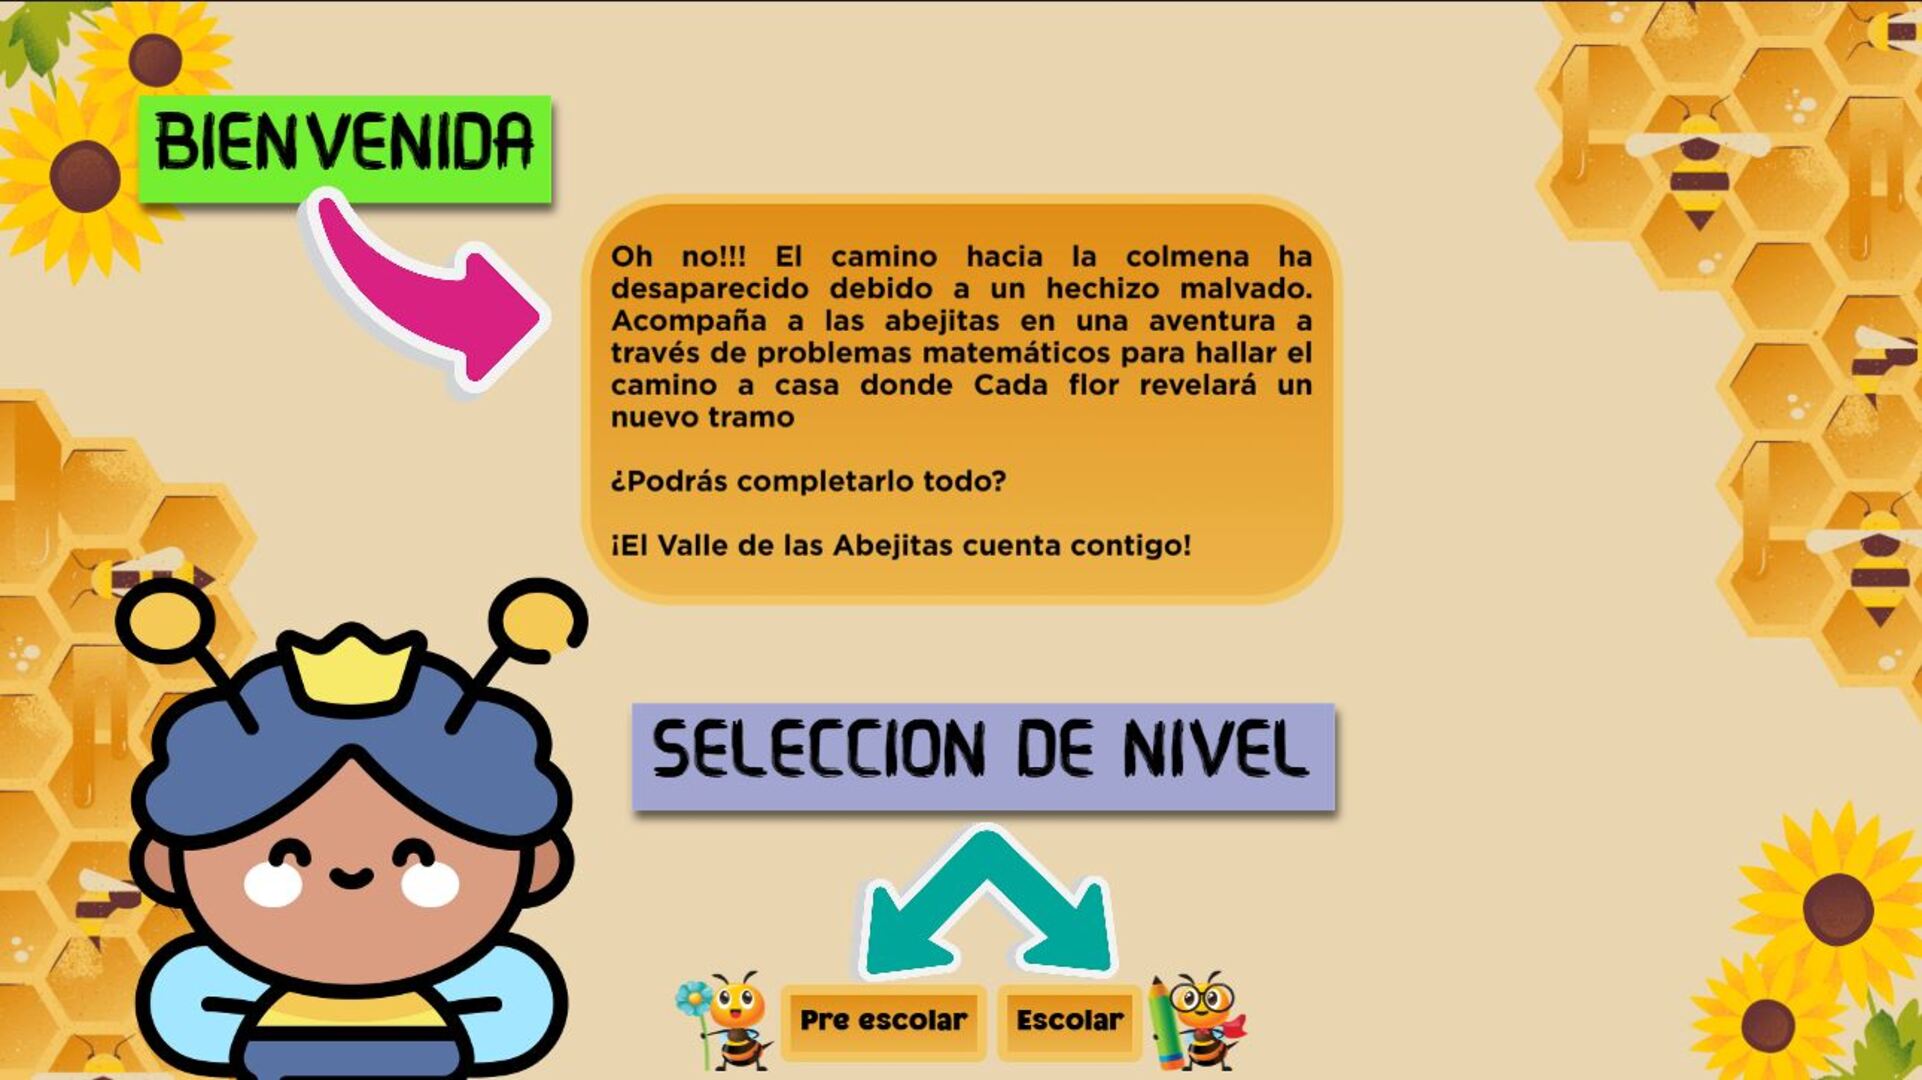 BIENVENIDA
Oh no!!! El camino hacia la colmena ha
desaparecido debido a un hechizo malvado.
Acompaña a las abejitas en una aventura a
través de problemas matemáticos para hallar el
camino a casa donde Cada flor revelará un
nuevo tramo
¿Podrás completarlo todo?
¡El Valle de las Abejitas cuenta contigo!
SELECCION DE NIVEL
Pre escolar
Escolar